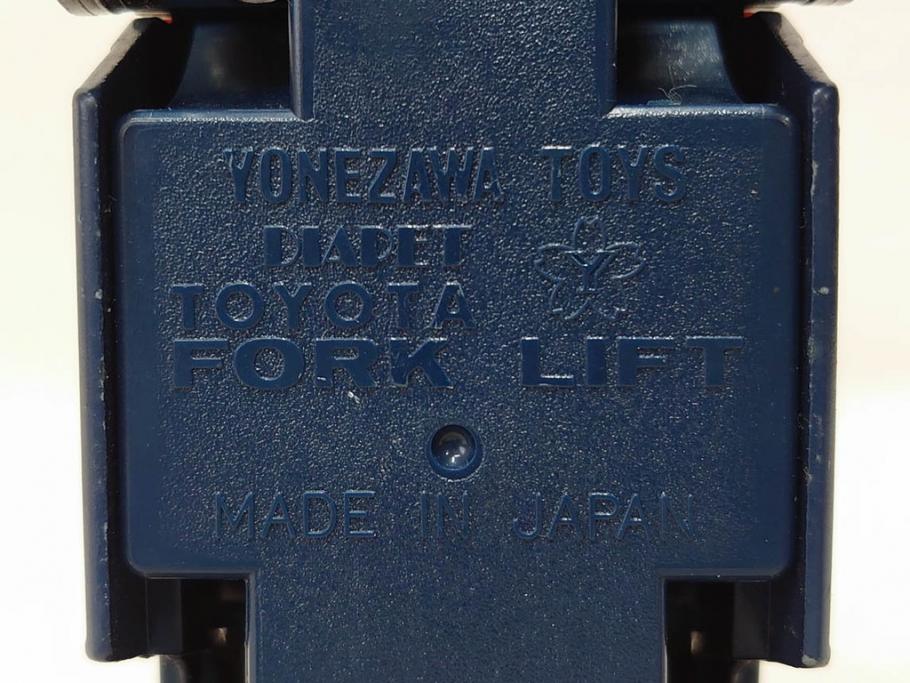 YONEZAWA TOYS
DIAPET Y
TOYOTA
FORK LIFT
MADE IN JAPAN